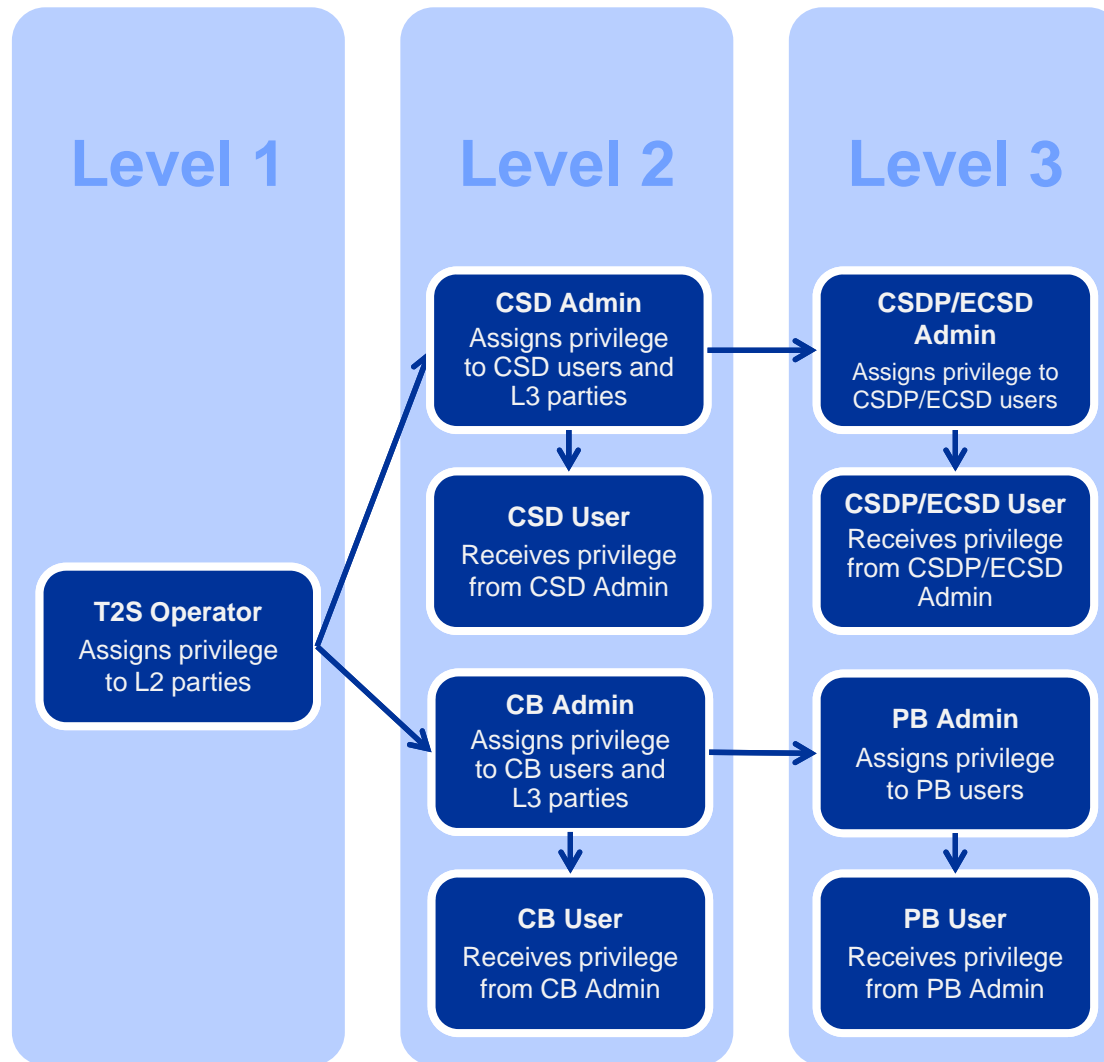 Level 1
Level 2
Level 3
T2S Operator
Assigns privilege
to L2 parties
CSD Admin
Assigns privilege
to CSD users and
L3 parties
CSD User
Receives privilege
from CSD Admin
CB Admin
Assigns privilege
to CB users and
L3 parties
CB User
Receives privilege
from CB Admin
CSDP/ECSD
Admin
Assigns privilege to
CSDP/ECSD users
CSDP/ECSD User
Receives privilege
from CSDP/ECSD
Admin
PB Admin
Assigns privilege
to PB users
PB User
Receives privilege
from PB Admin